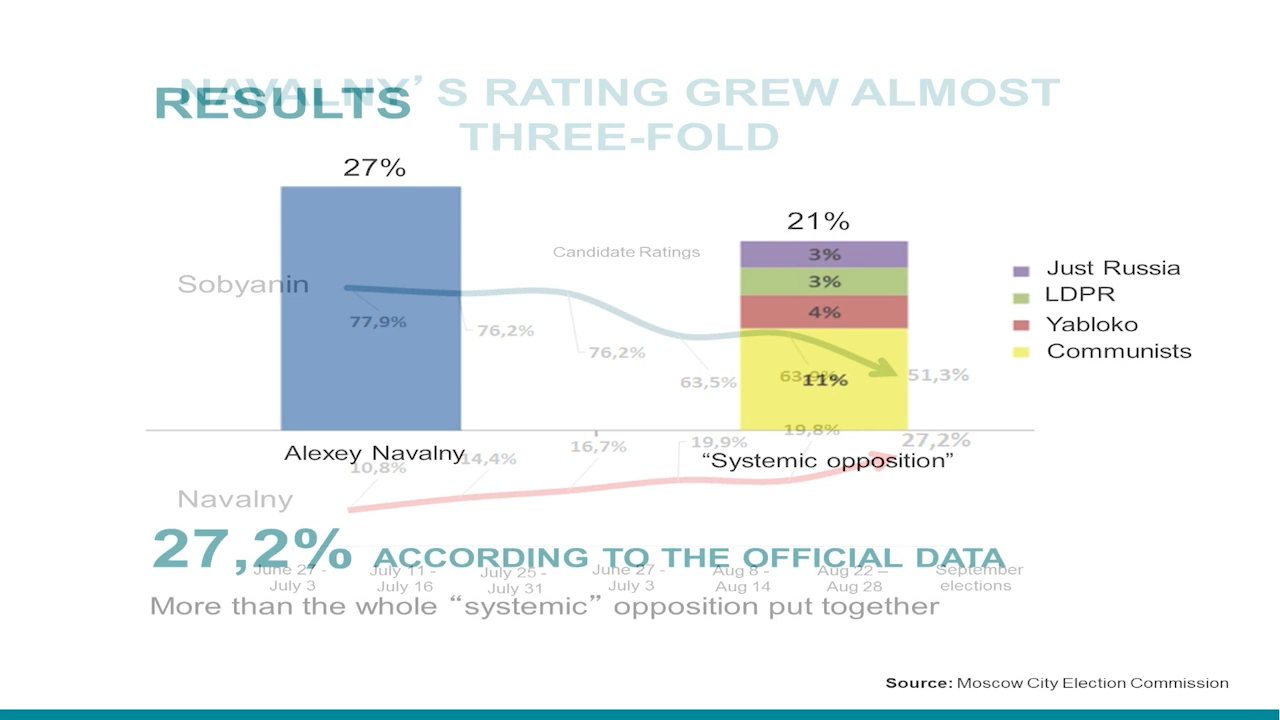 NAVALNY’S RATING GREW ALMOST
THREE-FOLD
RESULTS
27%
21%
Candidate Ratings
3%
3%
4%
11%
Just Russia
LDPR
Yabloko
Communists
Sobyanin
77,9%
76,2%
76,2%
63,5%
63,9%
51,3%
Alexey Navalny
“Systemic opposition”
10,8%
14,4%
16,7%
19,9%
19,8%
27,2%
Navalny
27,2% ACCORDING TO THE OFFICIAL DATA
June 27 -
July 3
July 11 -
July 16
July 25 -
July 31
June 27 -
July 3
Aug 8 -
Aug 14
Aug 22 –
Aug 28
September
elections
More than the whole “systemic” opposition put together
Source: Moscow City Election Commission